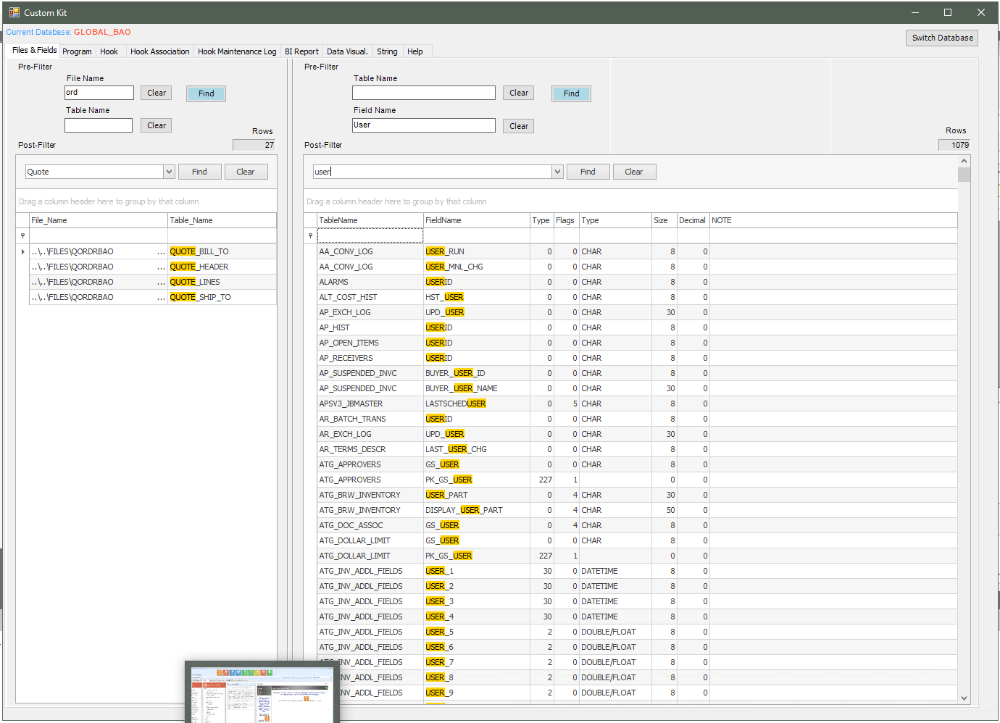 Custom Kit
Current Database: GLOBAL_BAO
Switch Database
Files & Fields Program Hook Hook Association Hook Maintenance Log BI Report Data Visual. String Help
Pre-Filter
File Name
ord Clear Find
Table Name
Clear
Rows
Post-Filter 27
Quote Find Clear
Drag a column header here to group by that column
File_Name Table_Name
..\..\FILES\QORDRBAO ... QUOTE_BILL_TO
..\..\FILES\QORDRBAO ... QUOTE_HEADER
..\..\FILES\QORDRBAO ... QUOTE_LINES
..\..\FILES\QORDRBAO ... QUOTE_SHIP_TO
Pre-Filter
Table Name
Clear Find
Field Name
User Clear
Rows
Post-Filter 1079
user Find Clear
Drag a column header here to group by that column
TableName FieldName Type Flags Type Size Decimal NOTE
AA_CONV_LOG USER_RUN 0 0 CHAR 8 0
AA_CONV_LOG USER_MNL_CHG 0 0 CHAR 8 0
ALARMS USERID 0 0 CHAR 8 0
ALT_COST_HIST HST_USER 0 0 CHAR 8 0
AP_EXCH_LOG UPD_USER 0 0 CHAR 30 0
AP_HIST USERID 0 0 CHAR 8 0
AP_OPEN_ITEMS USERID 0 0 CHAR 8 0
AP_RECEIVERS USERID 0 0 CHAR 8 0
AP_SUSPENDED_INVC BUYER_USER_ID 0 0 CHAR 8 0
AP_SUSPENDED_INVC BUYER_USER_NAME 0 0 CHAR 30 0
APSV3_JBMASTER LASTSCHEDUSER 0 5 CHAR 8 0
AR_BATCH_TRANS USERID 0 0 CHAR 8 0
AR_EXCH_LOG UPD_USER 0 0 CHAR 30 0
AR_TERMS_DESCR LAST_USER_CHG 0 0 CHAR 8 0
ATG_APPROVERS GS_USER 0 0 CHAR 8 0
ATG_APPROVERS PK_GS_USER 227 1 0 0
ATG_BRW_INVENTORY USER_PART 0 4 CHAR 30 0
ATG_BRW_INVENTORY DISPLAY_USER_PART 0 4 CHAR 50 0
ATG_DOC_ASSOC GS_USER 0 4 CHAR 8 0
ATG_DOLLAR_LIMIT GS_USER 0 0 CHAR 8 0
ATG_DOLLAR_LIMIT PK_GS_USER 227 1 0 0
ATG_INV_ADDL_FIELDS USER_1 30 0 DATETIME 8 0
ATG_INV_ADDL_FIELDS USER_2 30 0 DATETIME 8 0
ATG_INV_ADDL_FIELDS USER_3 30 0 DATETIME 8 0
ATG_INV_ADDL_FIELDS USER_4 30 0 DATETIME 8 0
ATG_INV_ADDL_FIELDS USER_5 2 0 DOUBLE/FLOAT 8 0
ATG_INV_ADDL_FIELDS USER_6 2 0 DOUBLE/FLOAT 8 0
ATG_INV_ADDL_FIELDS USER_7 2 0 DOUBLE/FLOAT 8 0
DDL_FIELDS USER_8 2 0 DOUBLE/FLOAT 8 0
DDL_FIELDS USER_9 2 0 DOUBLE/FLOAT 8 0